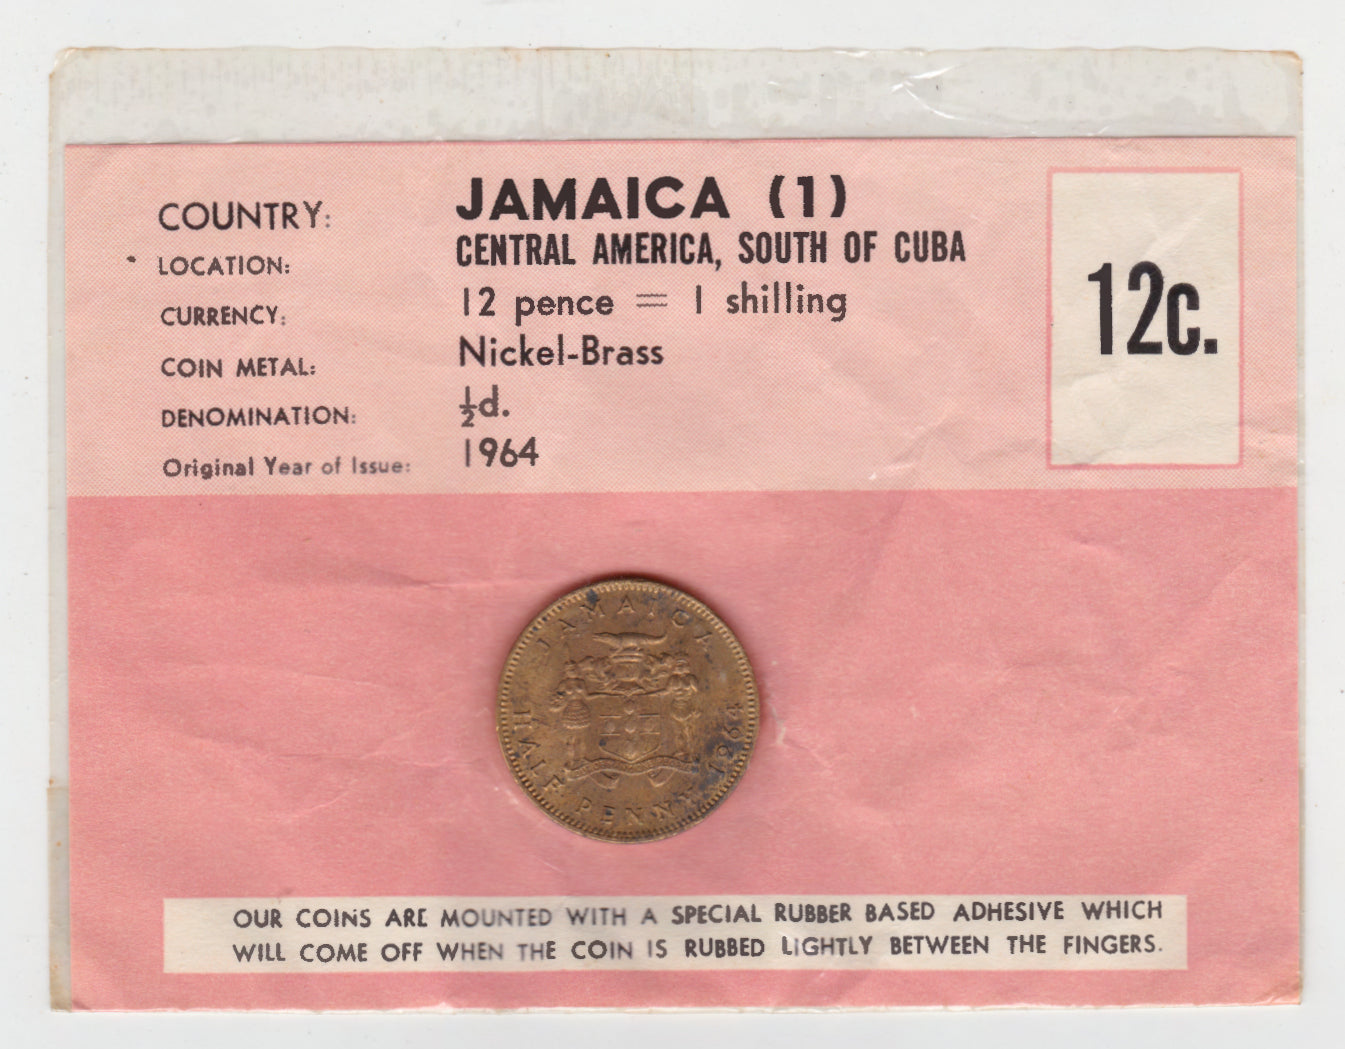 COUNTRY: JAMAICA (1)
LOCATION: CENTRAL AMERICA, SOUTH OF CUBA
CURRENCY: 12 pence = 1 shilling
COIN METAL: Nickel-Brass
DENOMINATION: ½d.
Original Year of Issue: 1964
12c.
JAMAICA
HALF PENNY 1964
OUR COINS ARE MOUNTED WITH A SPECIAL RUBBER BASED ADHESIVE WHICH
WILL COME OFF WHEN THE COIN IS RUBBED LIGHTLY BETWEEN THE FINGERS.